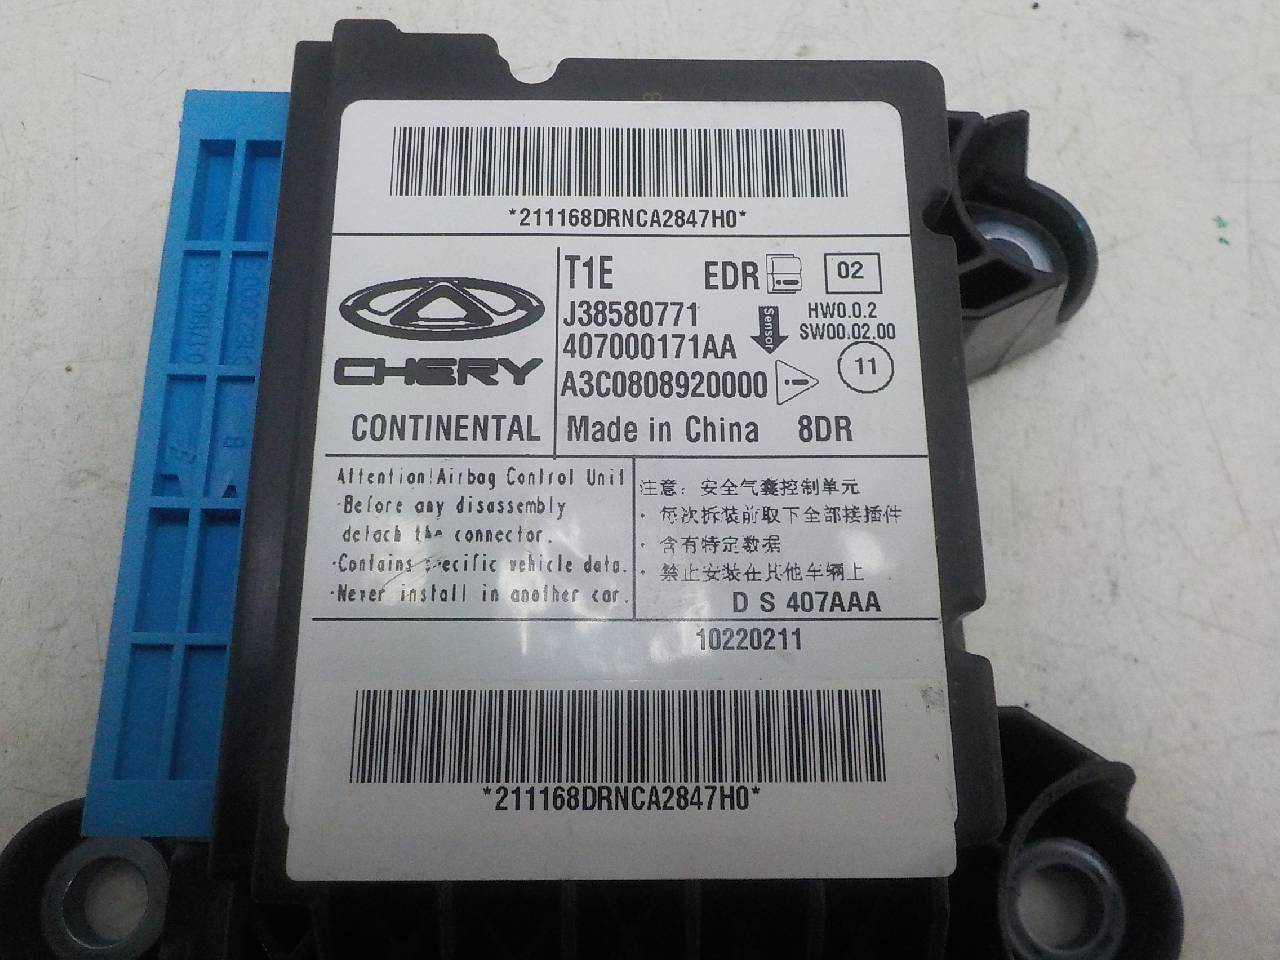 *211168DRNCA2847H0*
T1E EDR 02
J38580771 Sensor HW0.0.2
SW00.02.00
407000171AA 11
CHERY A3C0808920000
CONTINENTAL Made in China 8DR
Attention!Airbag Control Unit
·Before any disassembly
detach the connector.
·Contains specific vehicle data.
·Never install in another car.
注意：安全气囊控制单元
·每次拆装前取下全部接插件
·含有特定数据
·禁止安装在其他车辆上
D S 407AAA
10220211
*211168DRNCA2847H0*